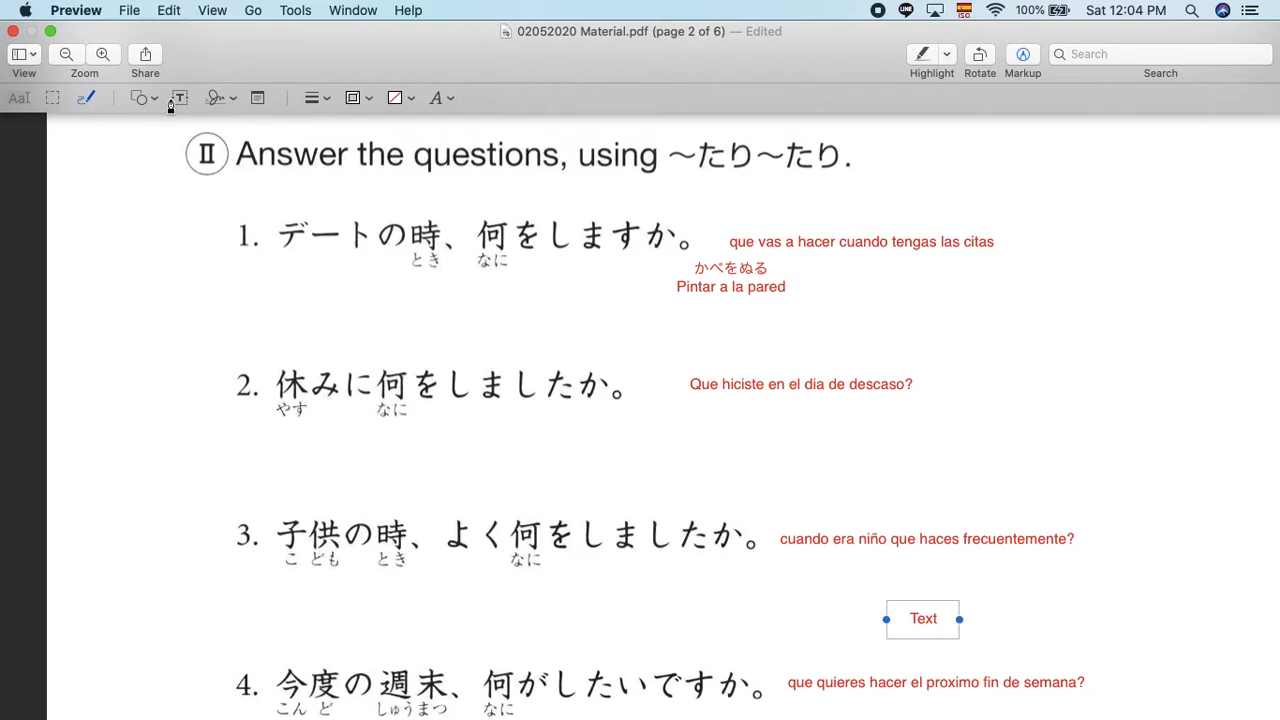 Preview File Edit View Go Tools Window Help 100% Sat 12:04 PM
ISO
02052020 Material.pdf (page 2 of 6) — Edited
Search
View Zoom Share Highlight Rotate Markup Search
AaI T A
II Answer the questions, using ～たり～たり.
1. デートの時、何をしますか。 que vas a hacer cuando tengas las citas
とき なに かべをぬる
Pintar a la pared
2. 休みに何をしましたか。 Que hiciste en el dia de descaso?
やす なに
3. 子供の時、よく何をしましたか。 cuando era niño que haces frecuentemente?
こ ども とき なに
Text
4. 今度の週末、何がしたいですか。 que quieres hacer el proximo fin de semana?
こん ど しゅうまつ なに